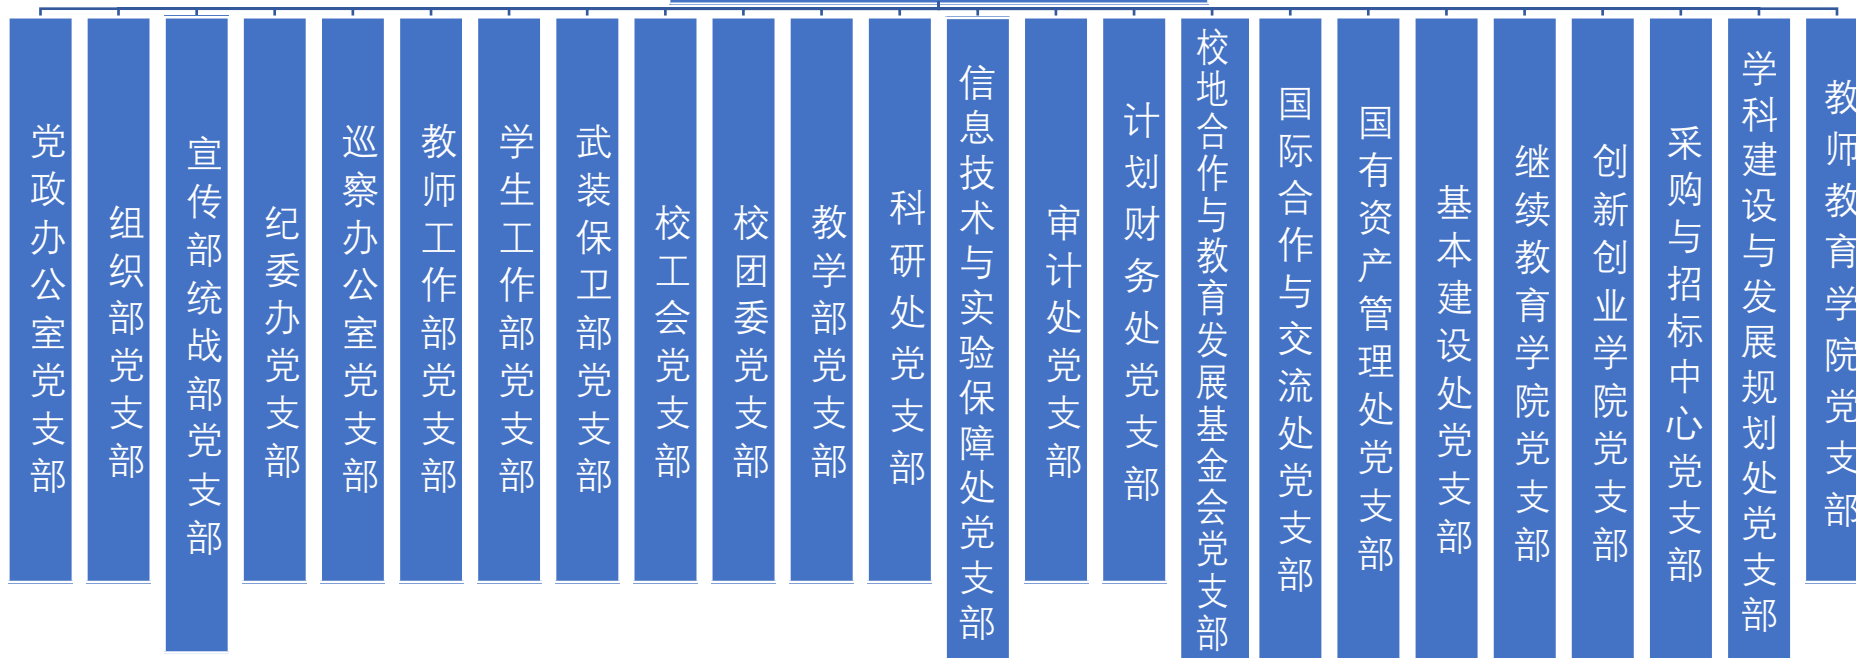 党政办公室党支部
组织部党支部
宣传部统战部党支部
纪委办党支部
巡察办公室党支部
教师工作部党支部
学生工作部党支部
武装保卫部党支部
校工会党支部
校团委党支部
教学部党支部
科研处党支部
信息技术与实验保障处党支部
审计处党支部
计划财务处党支部
校地合作与教育发展基金会党支部
国际合作与交流处党支部
国有资产管理处党支部
基本建设处党支部
继续教育学院党支部
创新创业学院党支部
采购与招标中心党支部
学科建设与发展规划处党支部
教师教育学院党支部